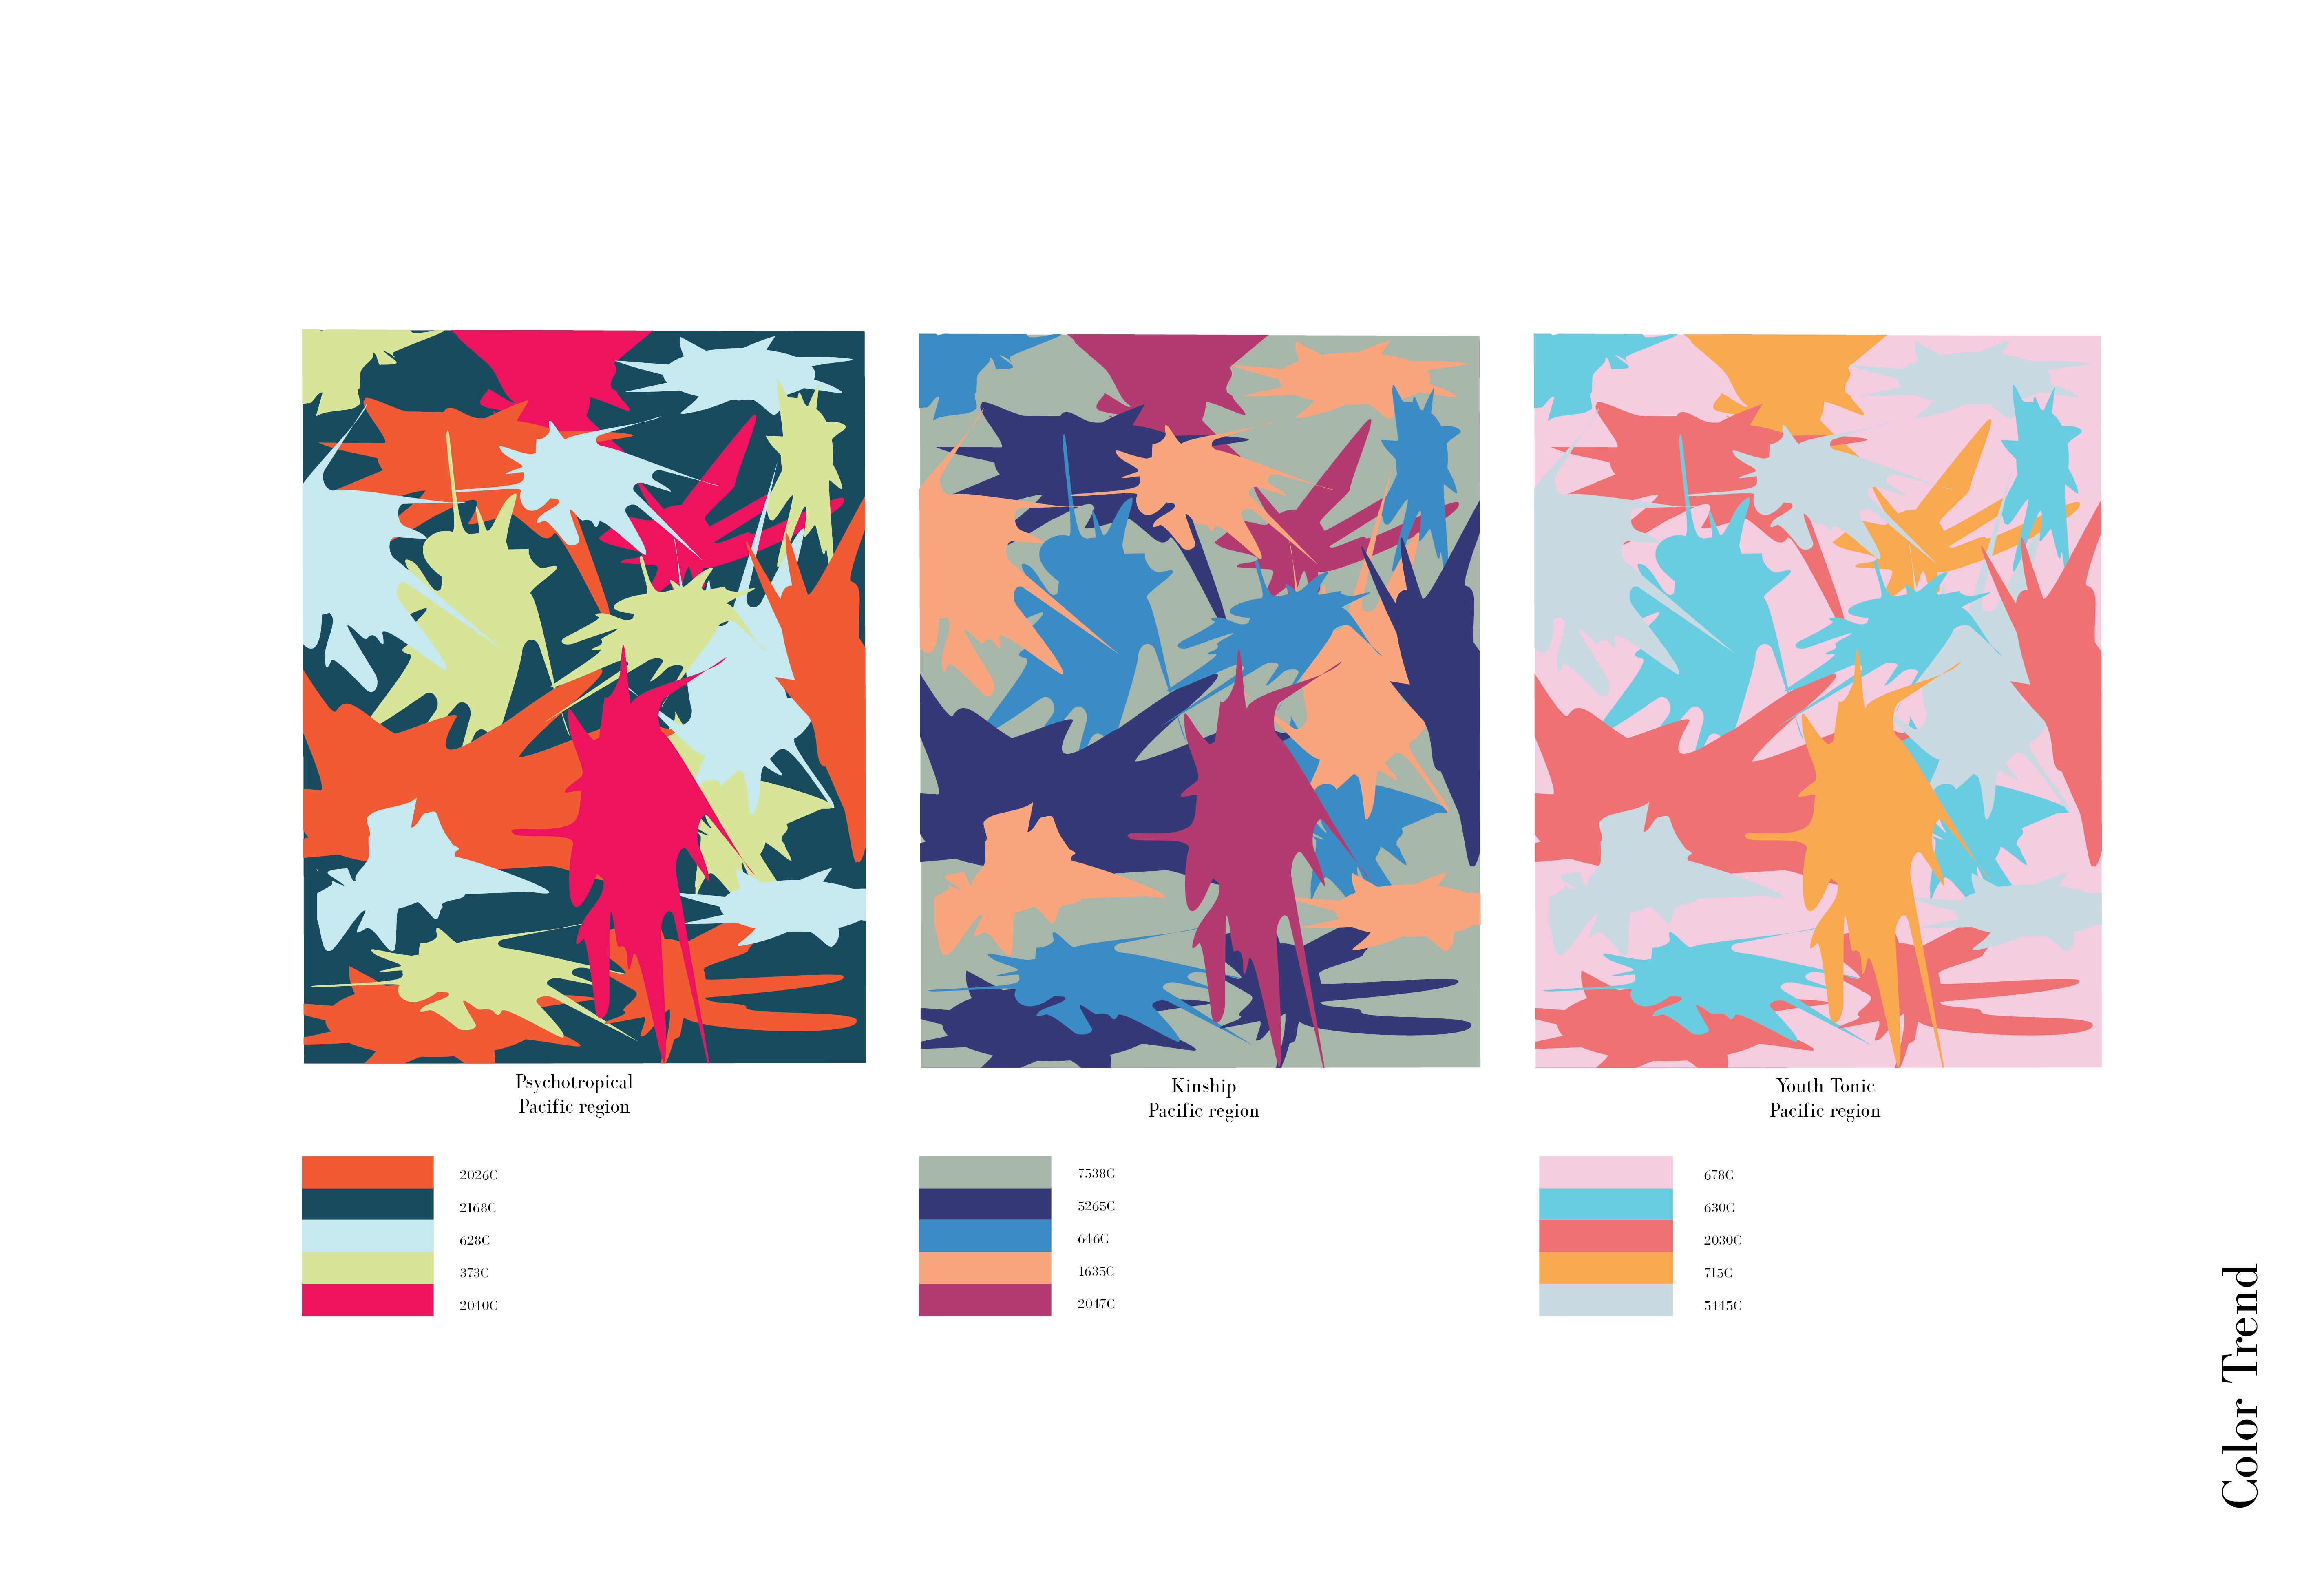 Psychotropical
Pacific region
2026C
2168C
628C
373C
2040C
Kinship
Pacific region
7538C
5265C
646C
1635C
2047C
Youth Tonic
Pacific region
678C
630C
2030C
715C
5445C
Color Trend